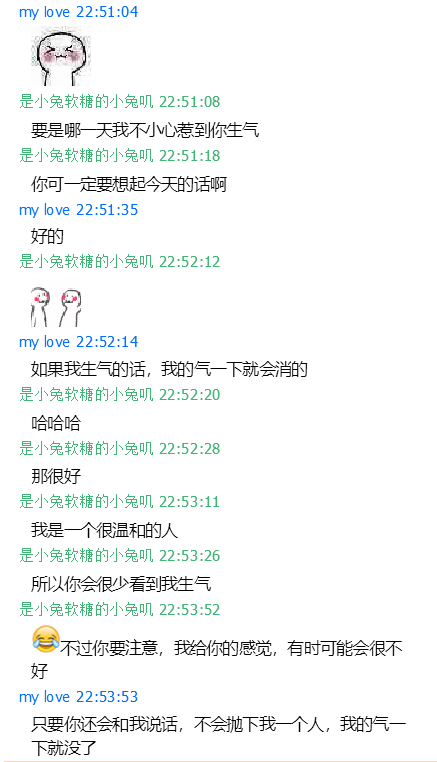 my love 22:51:04
是小兔软糖的小兔叽 22:51:08
要是哪一天我不小心惹到你生气
是小兔软糖的小兔叽 22:51:18
你可一定要想起今天的话啊
my love 22:51:35
好的
是小兔软糖的小兔叽 22:52:12
my love 22:52:14
如果我生气的话，我的气一下就会消的
是小兔软糖的小兔叽 22:52:20
哈哈哈
是小兔软糖的小兔叽 22:52:28
那很好
是小兔软糖的小兔叽 22:53:11
我是一个很温和的人
是小兔软糖的小兔叽 22:53:26
所以你会很少看到我生气
是小兔软糖的小兔叽 22:53:52
😂不过你要注意，我给你的感觉，有时可能会很不
好
my love 22:53:53
只要你还会和我说话，不会抛下我一个人，我的气一
下就没了